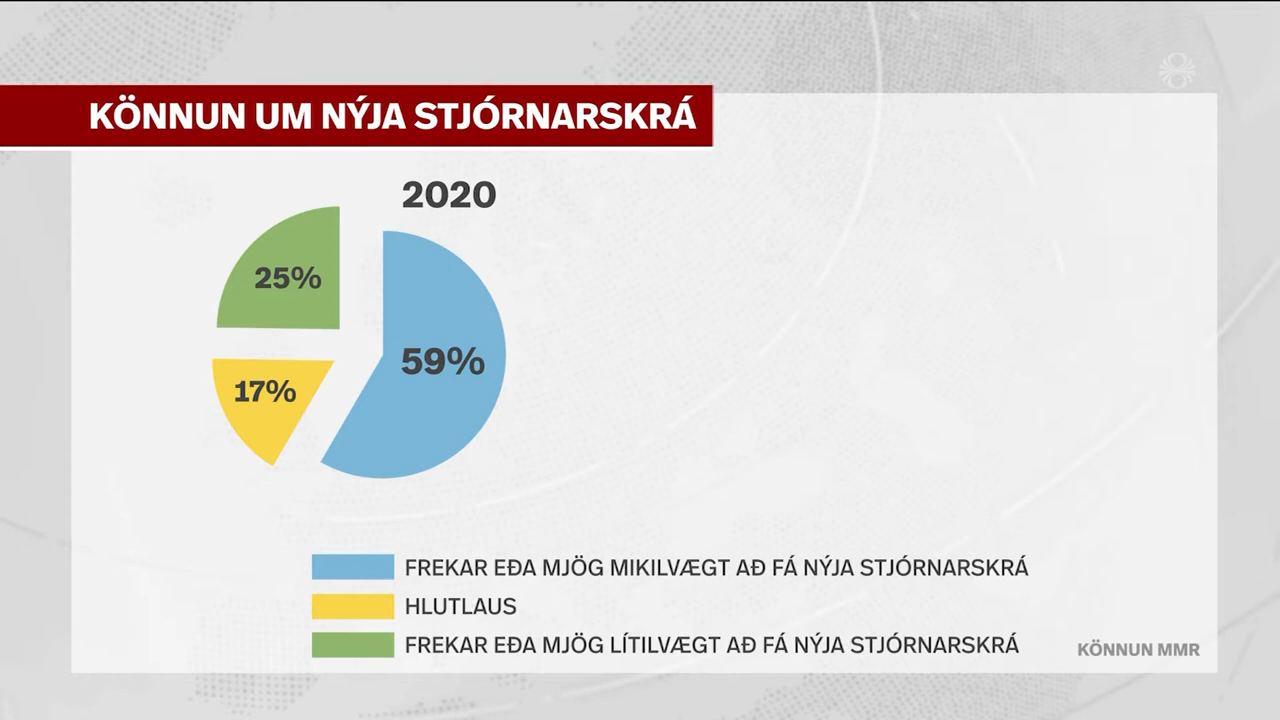 KÖNNUN UM NÝJA STJÓRNARSKRÁ
2020
25%
59%
17%
FREKAR EÐA MJÖG MIKILVÆGT AÐ FÁ NÝJA STJÓRNARSKRÁ
HLUTLAUS
FREKAR EÐA MJÖG LÍTILVÆGT AÐ FÁ NÝJA STJÓRNARSKRÁ
KÖNNUN MMR